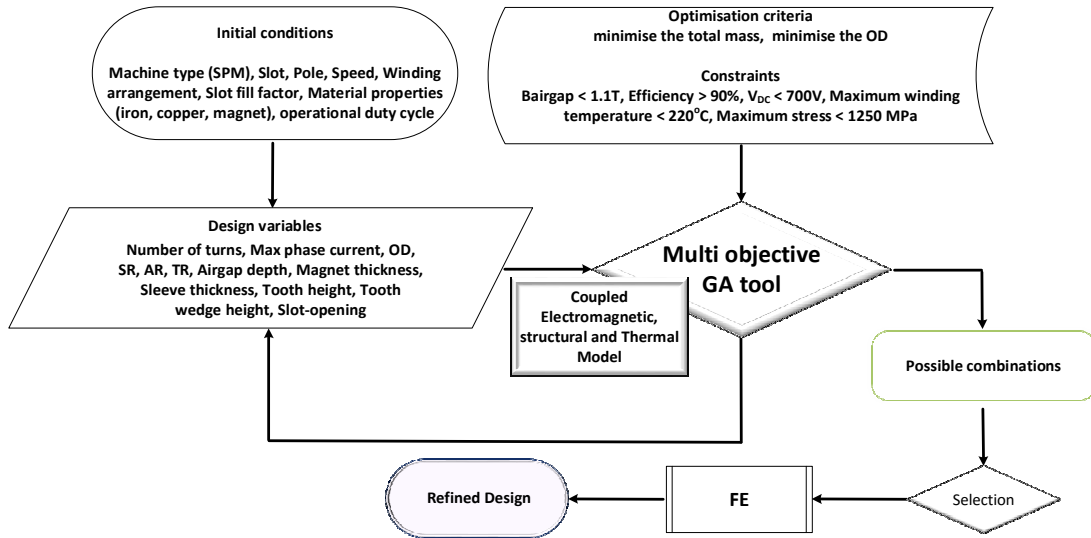 Initial conditions
Machine type (SPM), Slot, Pole, Speed, Winding
arrangement, Slot fill factor, Material properties
(iron, copper, magnet), operational duty cycle
Optimisation criteria
minimise the total mass, minimise the OD
Constraints
Bairgap < 1.1T, Efficiency > 90%, V_DC < 700V, Maximum winding
temperature < 220°C, Maximum stress < 1250 MPa
Design variables
Number of turns, Max phase current, OD,
SR, AR, TR, Airgap depth, Magnet thickness,
Sleeve thickness, Tooth height, Tooth
wedge height, Slot-opening
Multi objective
GA tool
Coupled
Electromagnetic,
structural and Thermal
Model
Possible combinations
Selection
FE
Refined Design